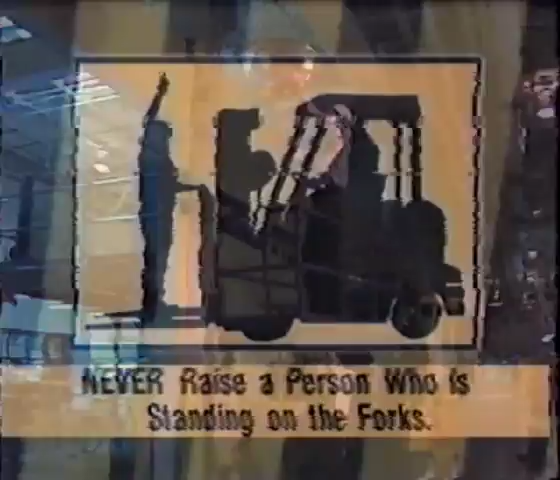 NEVER Raise a Person Who is
Standing on the Forks.